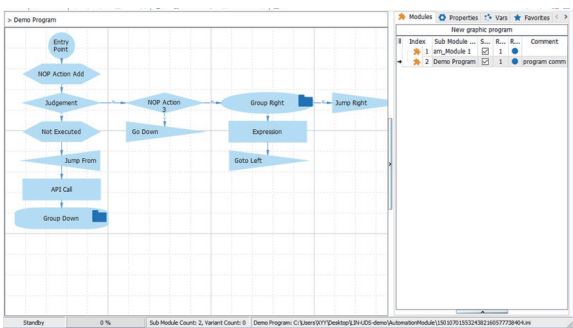 > Demo Program
Entry
Point
NOP Action Add
Judgement
NOP Action
3
Group Right
Jump Right
Not Executed
Go Down
Expression
Jump From
Goto Left
API Call
Group Down
Modules
Properties
Vars
Favorites
New graphic program
Index Sub Module ... S... R... R... Comment
1 am_Module 1 1
2 Demo Program 1 program comm
Standby 0 % Sub Module Count: 2, Variant Count: 0 Demo Program: C:\Users\XYY\Desktop\LIN-UDS-demo\AutomationModule\